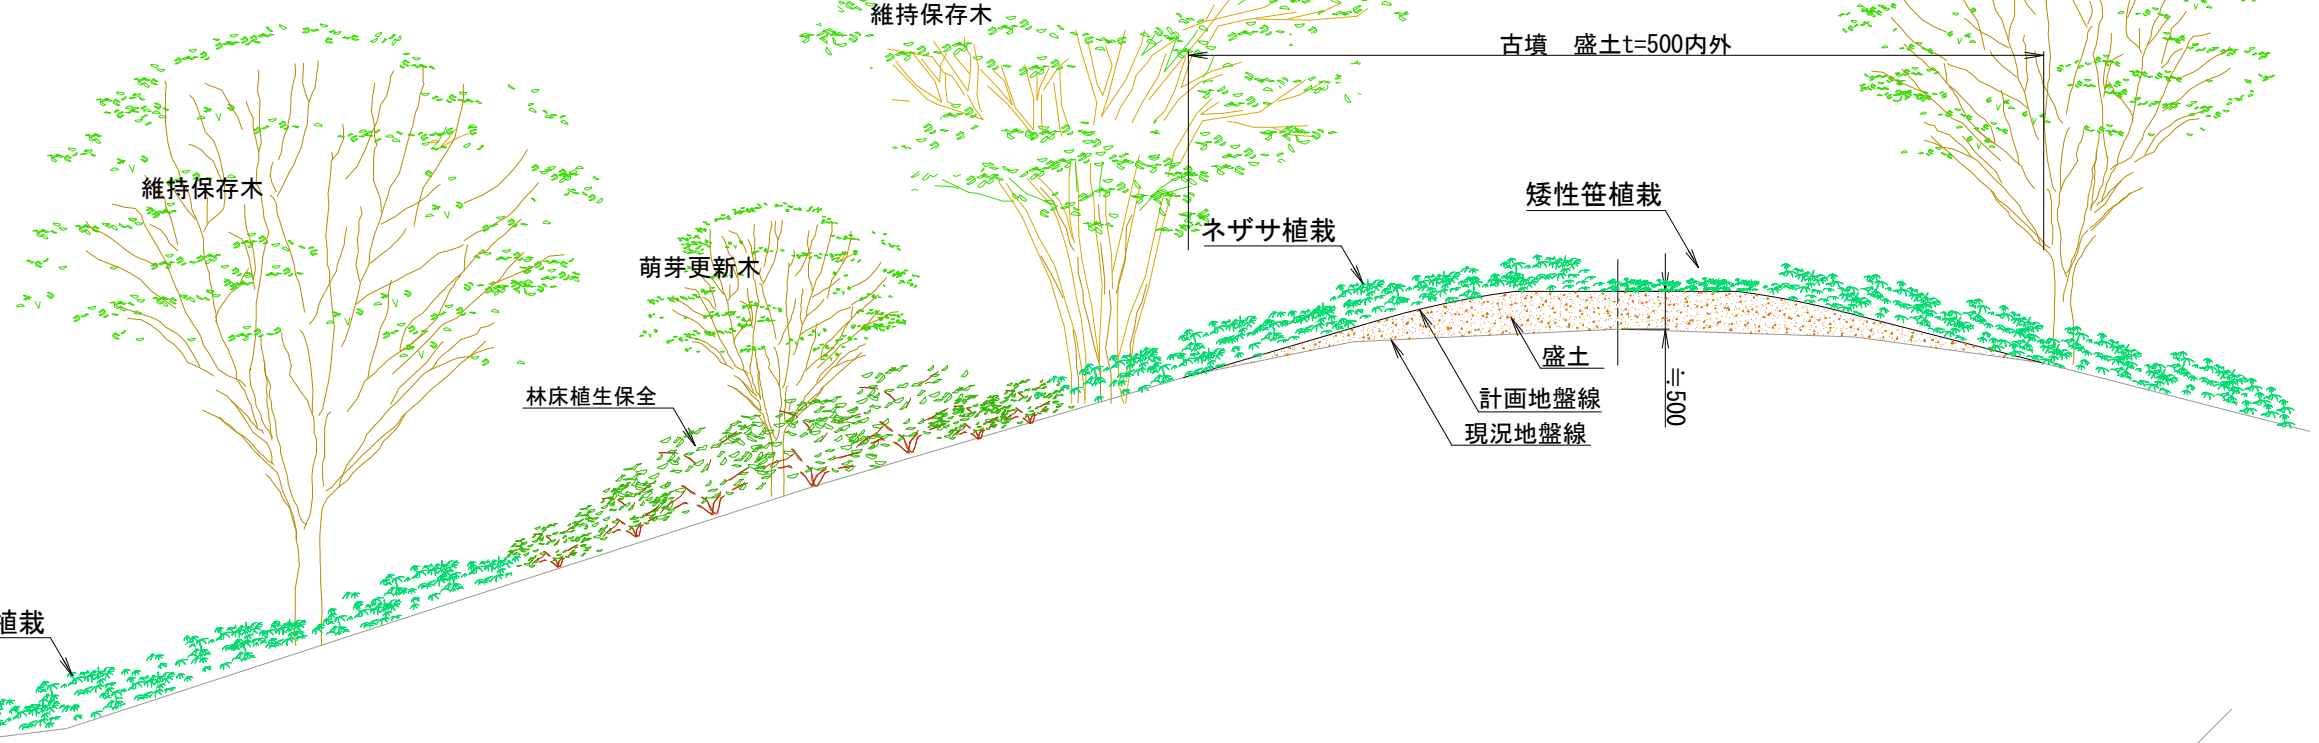 維持保存木
古墳　盛土t=500内外
維持保存木
矮性笹植栽
ネザサ植栽
萌芽更新木
盛土
≒500
林床植生保全
計画地盤線
現況地盤線
植栽